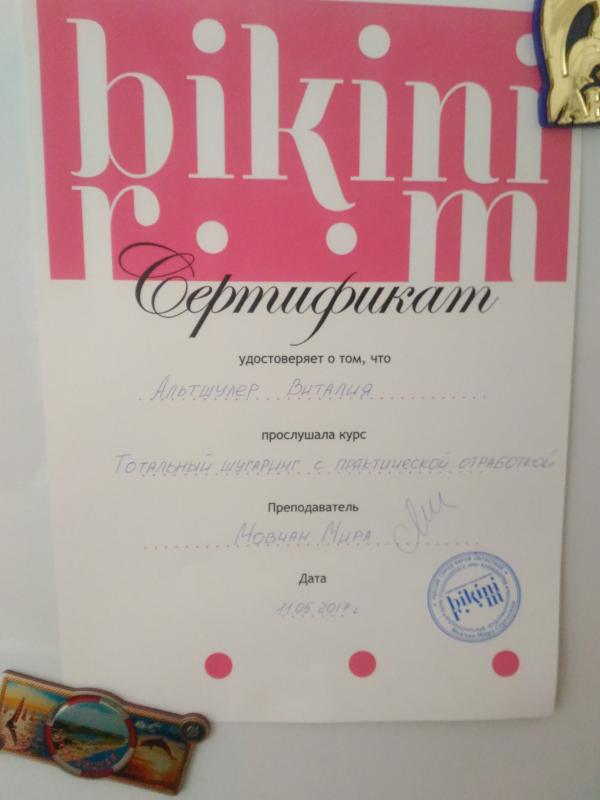 bikini
r..m
Сертификат
удостоверяет о том, что
Альтшулер Виталия
прослушала курс
Тотальный шугаринг с практической отработкой
Преподаватель
Мовчан Мира
Дата
11.05.2017 г.
bikini
r..m